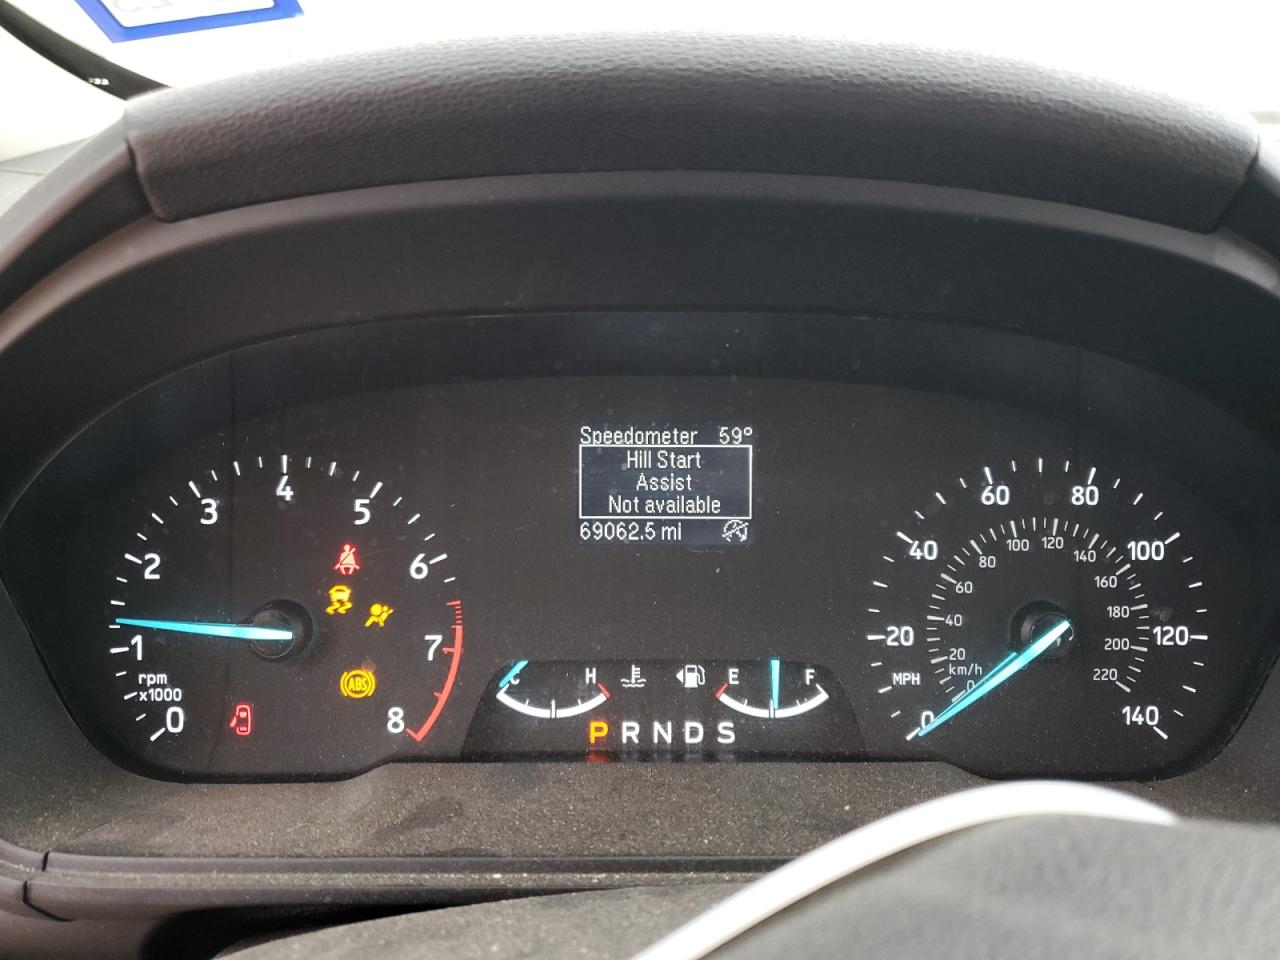 Speedometer 59°
Hill Start
Assist
Not available
69062.5 mi
0
1
2
3
4
5
6
7
8
rpm
x1000
ABS
C
H
E
F
P R N D S
0
20
40
60
80
100
120
140
MPH
km/h
0
20
40
60
80
100
120
140
160
180
200
220